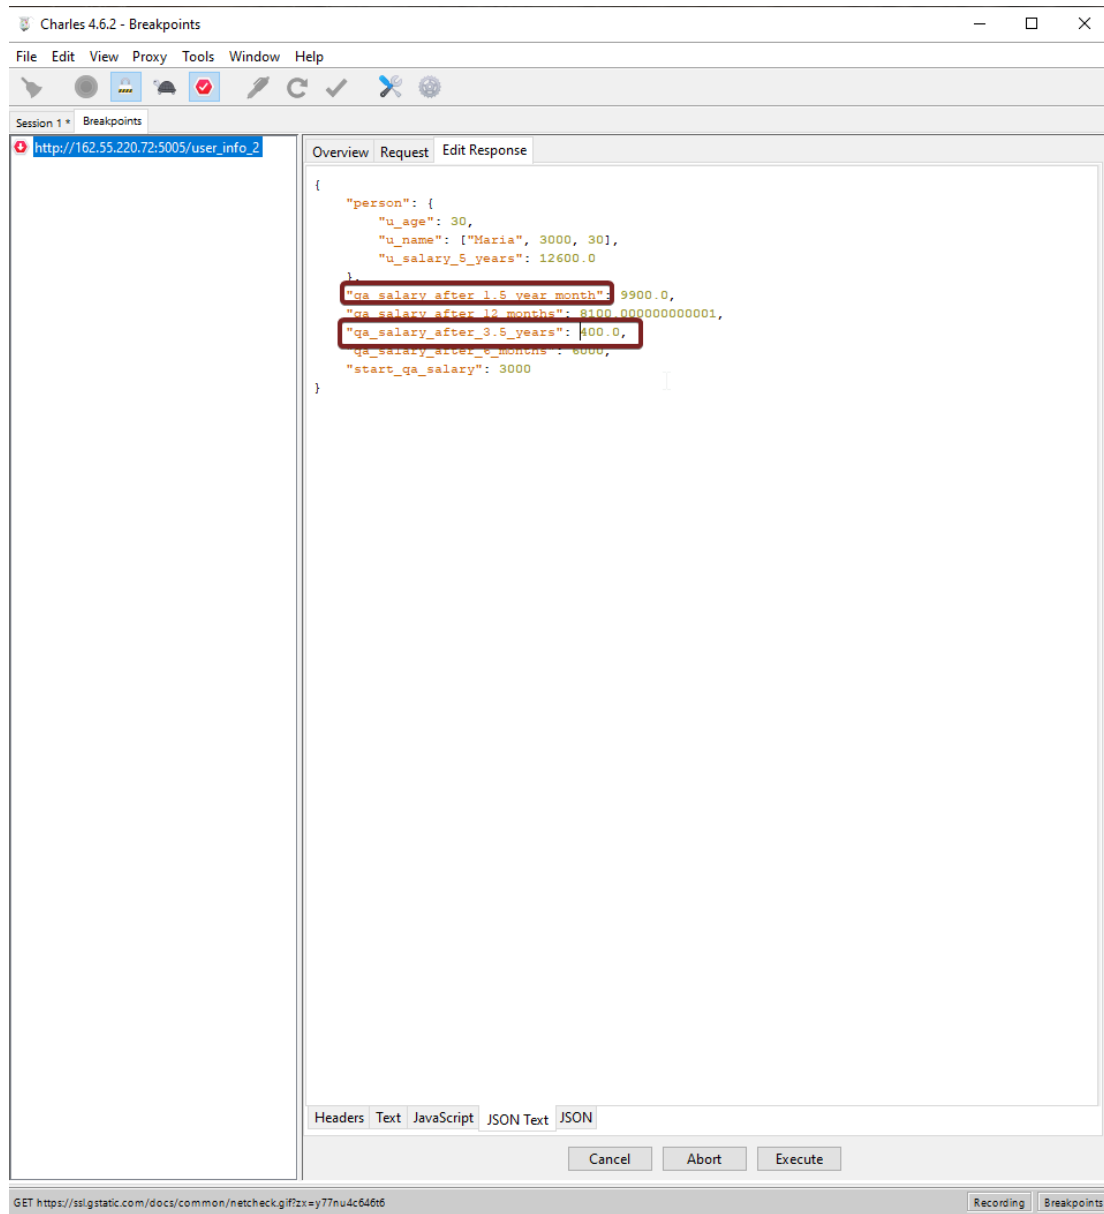 Charles 4.6.2 - Breakpoints
File Edit View Proxy Tools Window Help
Session 1 * Breakpoints
http://162.55.220.72:5005/user_info_2
Overview Request Edit Response
{
"person": {
"u_age": 30,
"u_name": ["Maria", 3000, 30],
"u_salary_5_years": 12600.0
},
"qa_salary_after_1.5_year_month": 9900.0,
"qa_salary_after_12_months": 8100.000000000001,
"qa_salary_after_3.5_years": 400.0,
"qa_salary_after_6_months": 6000,
"start_qa_salary": 3000
}
Headers Text JavaScript JSON Text JSON
Cancel Abort Execute
GET https://ssl.gstatic.com/docs/common/netcheck.gif?zx=y77nu4c646t6
Recording Breakpoints